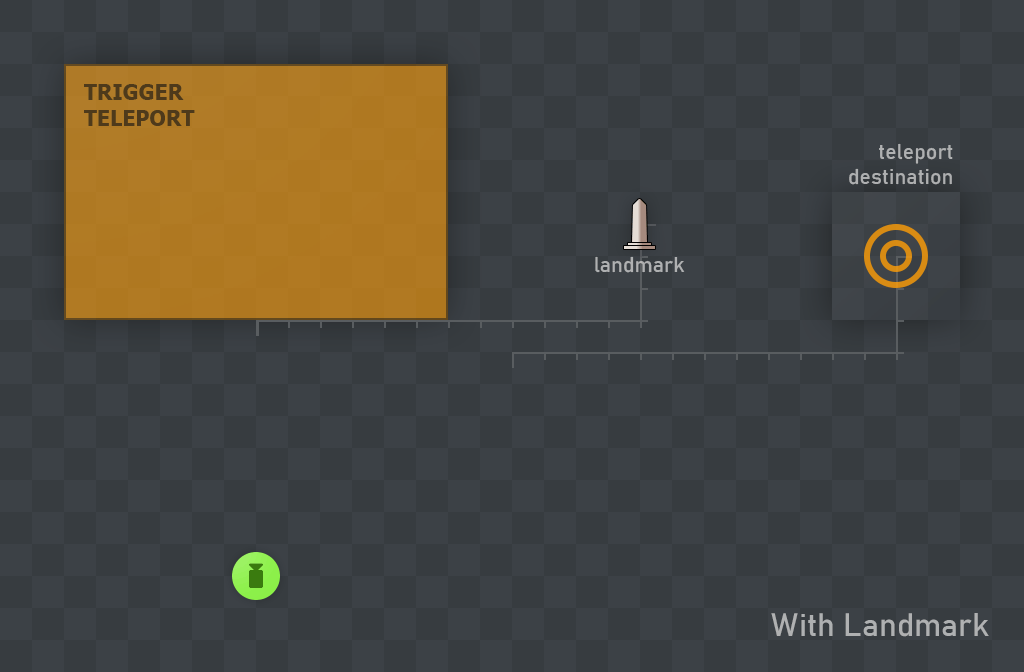 TRIGGER
TELEPORT
teleport
destination
landmark
With Landmark